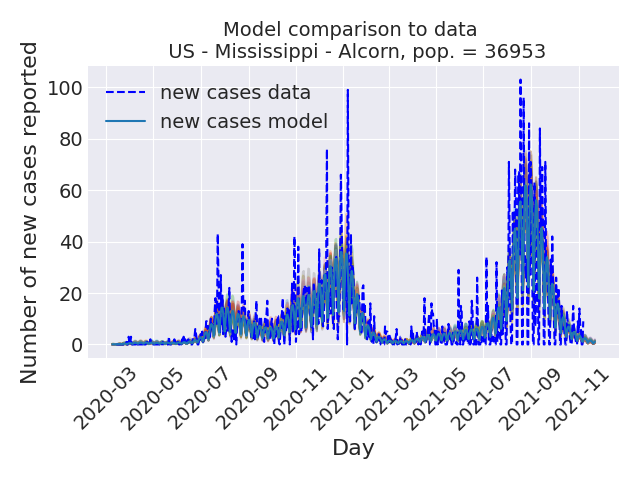 Model comparison to data
US - Mississippi - Alcorn, pop. = 36953
Number of new cases reported
100
80
60
40
20
0
new cases data
new cases model
2020-03
2020-05
2020-07
2020-09
2020-11
2021-01
2021-03
2021-05
2021-07
2021-09
2021-11
Day